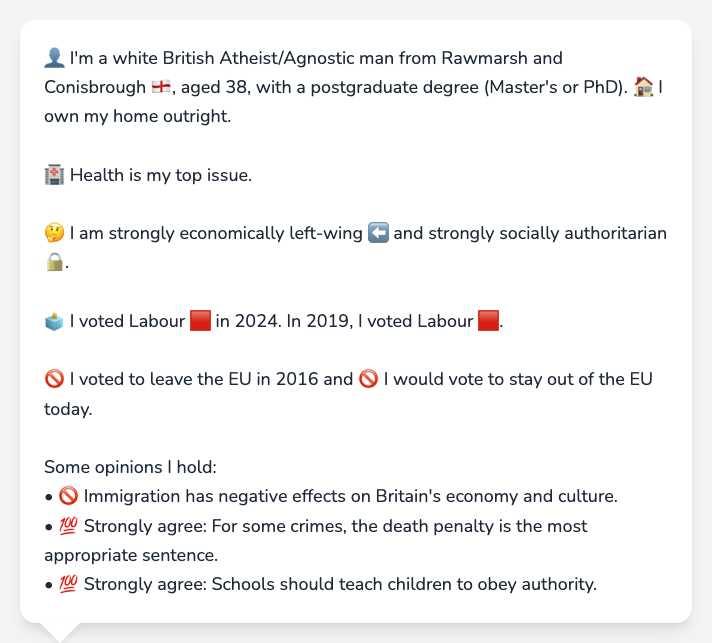 👤 I'm a white British Atheist/Agnostic man from Rawmarsh and
Conisbrough 🏴󠁧󠁢󠁥󠁮󠁧󠁿, aged 38, with a postgraduate degree (Master's or PhD). 🏠 I
own my home outright.
🏥 Health is my top issue.
🤔 I am strongly economically left-wing ⬅️ and strongly socially authoritarian
🔒.
🗳️ I voted Labour 🟥 in 2024. In 2019, I voted Labour 🟥.
🚫 I voted to leave the EU in 2016 and 🚫 I would vote to stay out of the EU
today.
Some opinions I hold:
• 🚫 Immigration has negative effects on Britain's economy and culture.
• 💯 Strongly agree: For some crimes, the death penalty is the most
appropriate sentence.
• 💯 Strongly agree: Schools should teach children to obey authority.